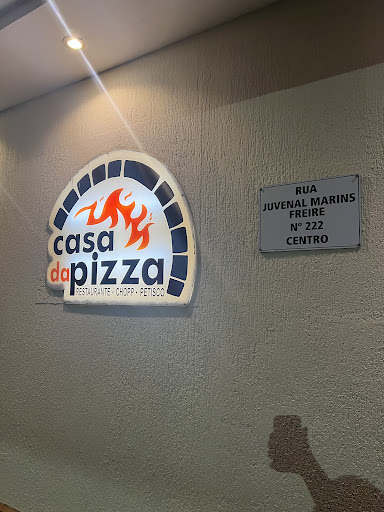 casa
da pizza
RESTAURANTE - CHOPP - PETISCO
RUA
JUVENAL MARINS
FREIRE
Nº 222
CENTRO